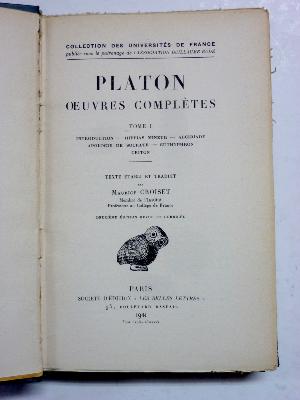 COLLECTION DES UNIVERSITÉS DE FRANCE
publiée sous le patronage de l'ASSOCIATION GUILLAUME BUDÉ
PLATON
ŒUVRES COMPLÈTES
TOME I
INTRODUCTION — HIPPIAS MINEUR — ALCIBIADE
APOLOGIE DE SOCRATE — EUTHYPHRON
CRITON
TEXTE ÉTABLI ET TRADUIT
PAR
MAURICE CROISET
Membre de l'Institut
Professeur au Collège de France
ÉDITION REVUE ET CORRIGÉE
PARIS
SOCIÉTÉ D'ÉDITION « LES BELLES LETTRES »
95, BOULEVARD RASPAIL